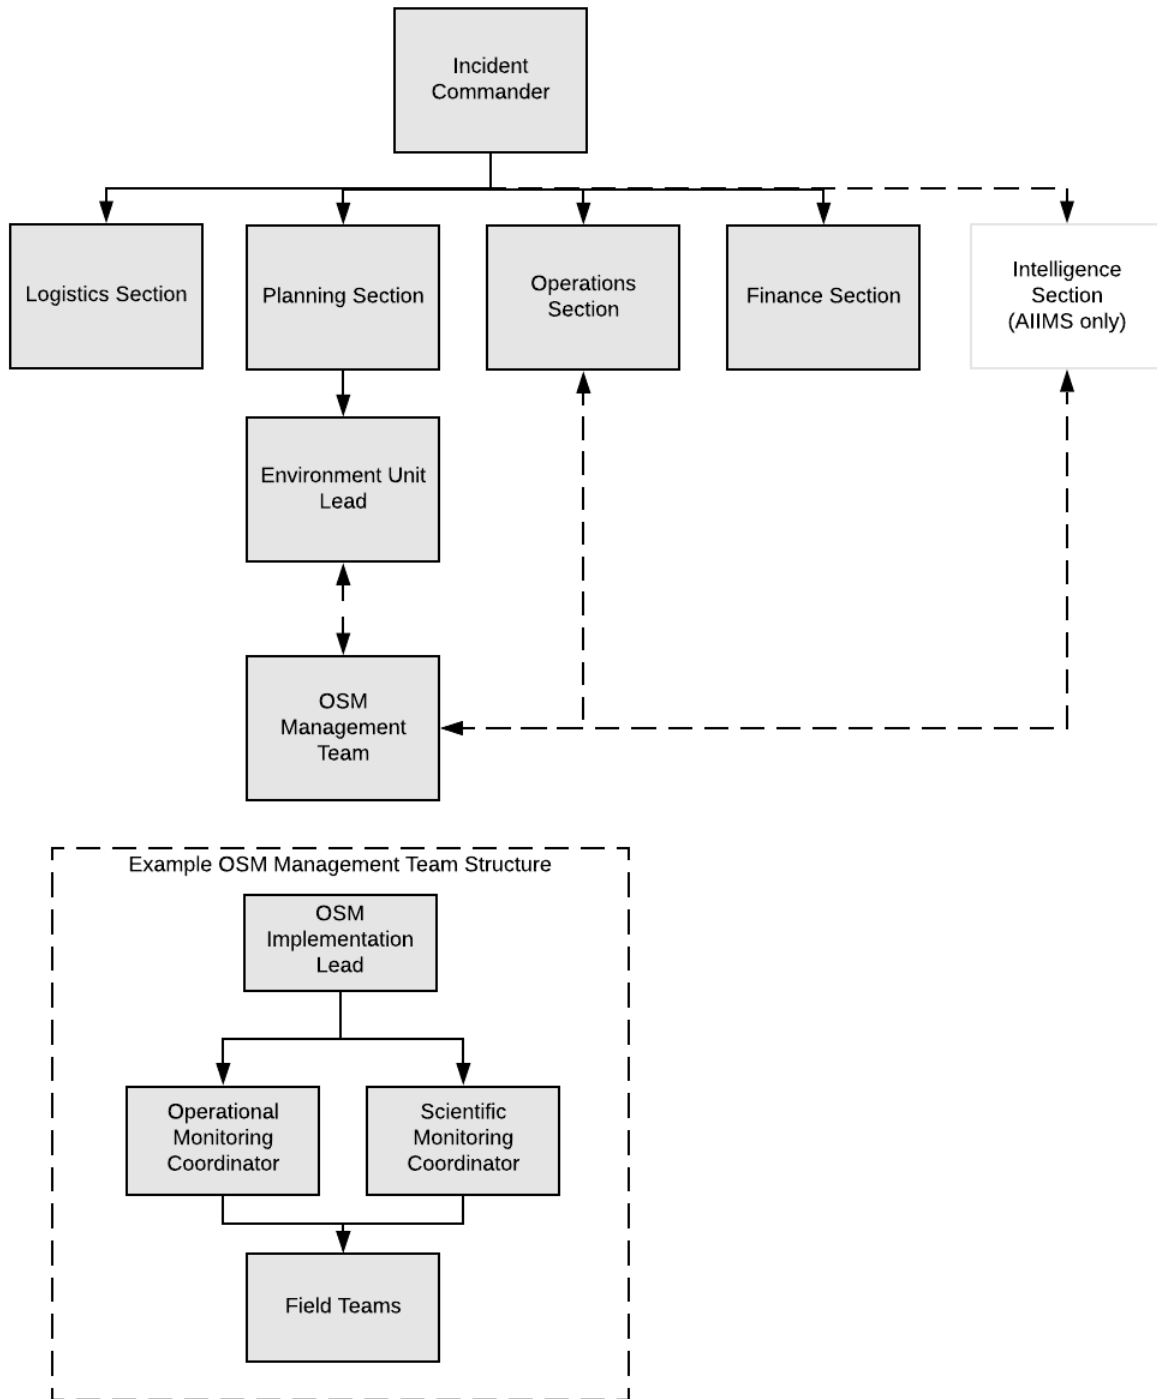 Incident
Commander
Logistics Section
Planning Section
Operations
Section
Finance Section
Intelligence
Section
(AIIMS only)
Environment Unit
Lead
OSM
Management
Team
Example OSM Management Team Structure
OSM
Implementation
Lead
Operational
Monitoring
Coordinator
Scientific
Monitoring
Coordinator
Field Teams